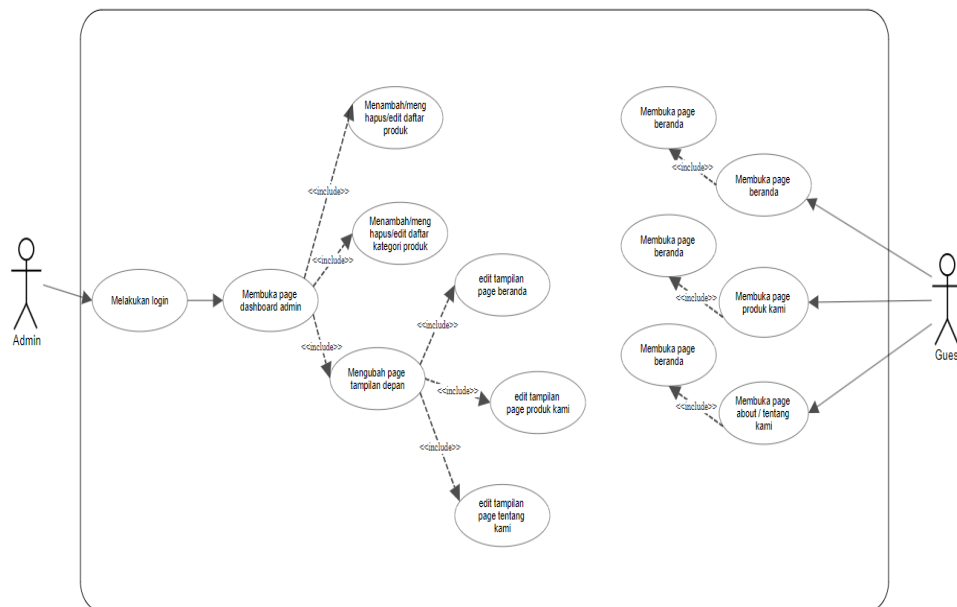 Menambah/meng
hapus/edit daftar
produk
<<include>>
Menambah/meng
hapus/edit daftar
kategori produk
<<include>>
Admin
Melakukan login
Membuka page
dashboard admin
<<include>>
Mengubah page
tampilan depan
<<include>>
edit tampilan
page beranda
<<include>>
edit tampilan
page produk kami
<<include>>
edit tampilan
page tentang
kami
Membuka page
beranda
<<include>>
Membuka page
beranda
Membuka page
beranda
<<include>>
Membuka page
produk kami
Membuka page
beranda
<<include>>
Membuka page
about / tentang
kami
Gues